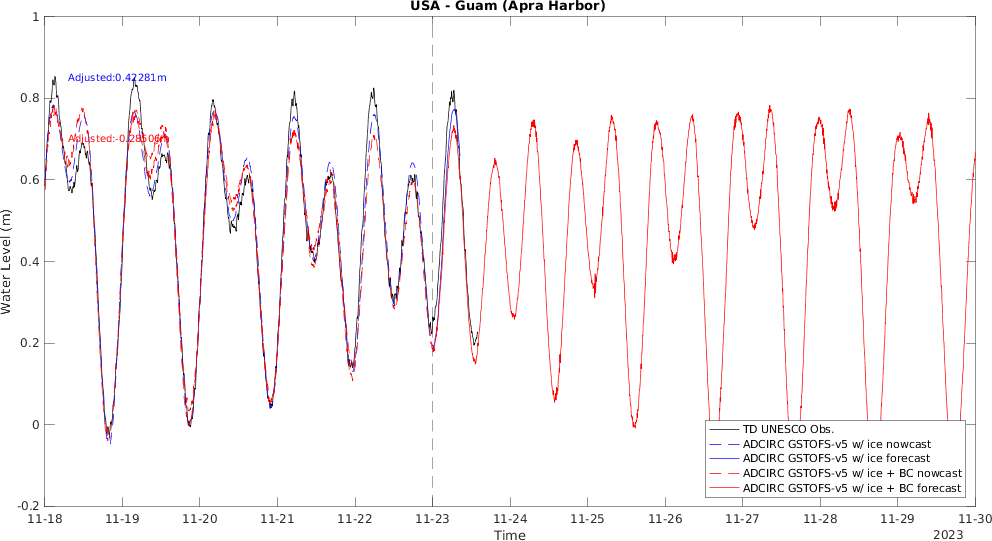 USA - Guam (Apra Harbor)
1
Adjusted:0.42281m
0.8
0.6
Water Level (m)
0.4
0.2
0
TD UNESCO Obs.
ADCIRC GSTOFS-v5 w/ ice nowcast
ADCIRC GSTOFS-v5 w/ ice forecast
ADCIRC GSTOFS-v5 w/ ice + BC nowcast
ADCIRC GSTOFS-v5 w/ ice + BC forecast
-0.2
11-18 11-19 11-20 11-21 11-22 11-23 11-24 11-25 11-26 11-27 11-28 11-29 11-30
Time
2023